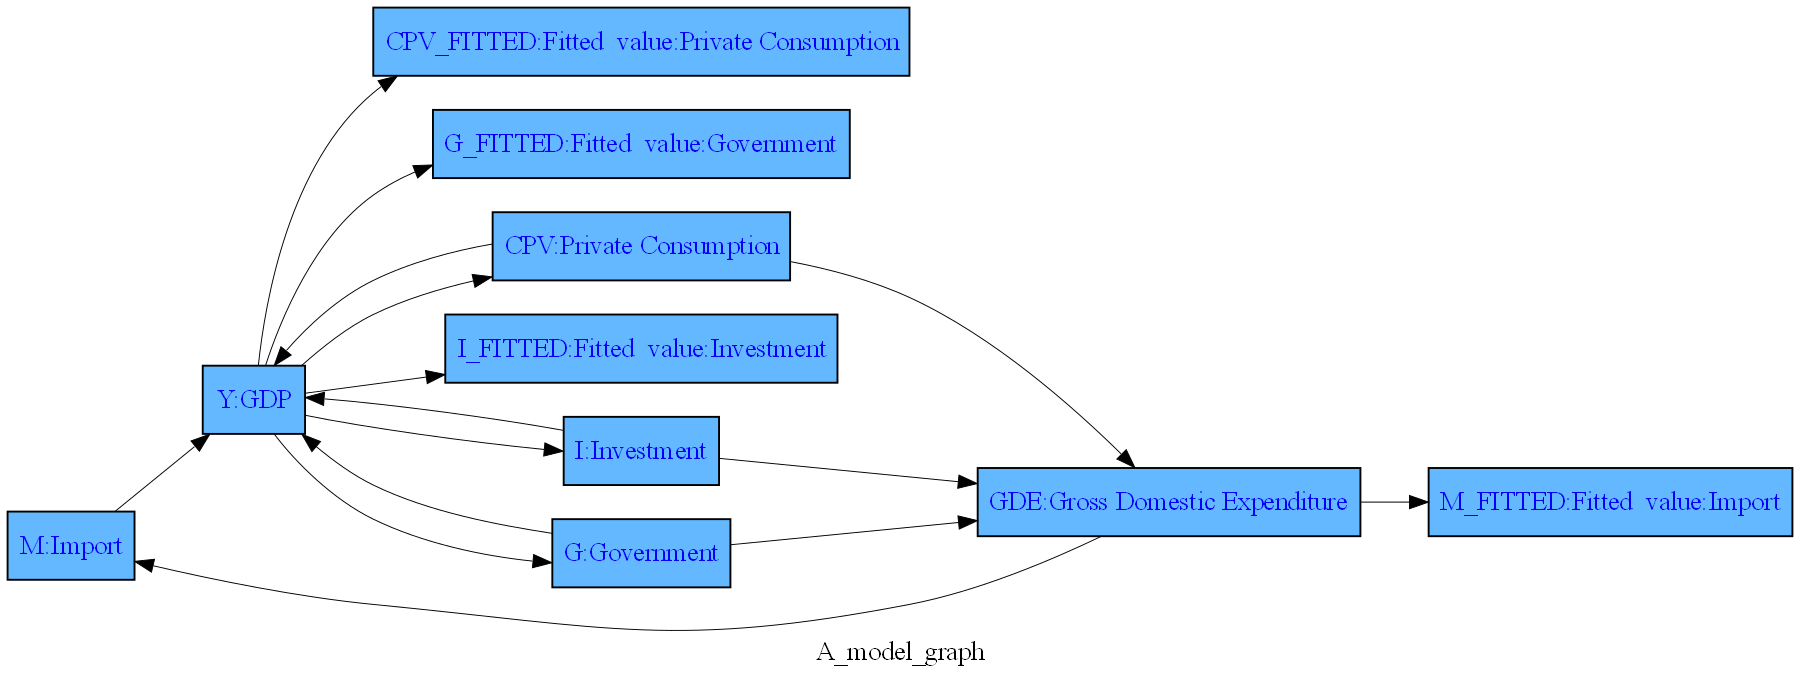 CPV_FITTED:Fitted value:Private Consumption
G_FITTED:Fitted value:Government
CPV:Private Consumption
I_FITTED:Fitted value:Investment
Y:GDP
I:Investment
GDE:Gross Domestic Expenditure
M_FITTED:Fitted value:Import
M:Import
G:Government
A_model_graph